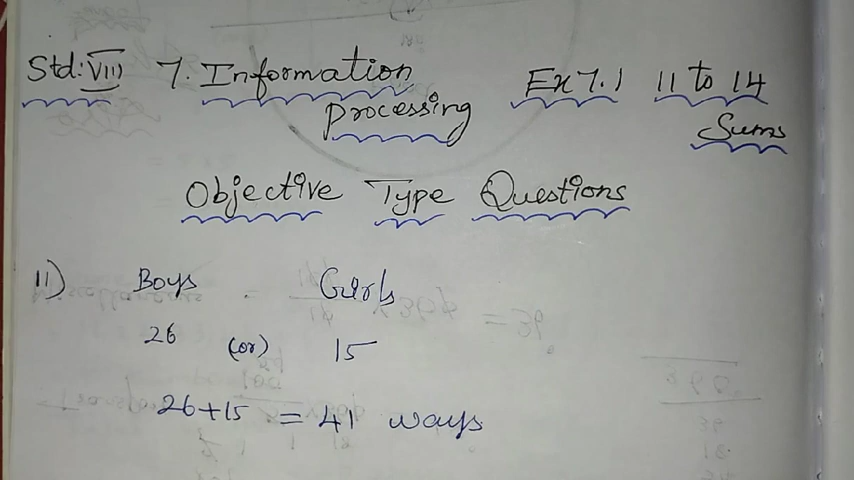 Std: VIII 7. Information Processing Ex 7.1 11 to 14 Sums
Objective Type Questions
11) Boys Girls
26 (or) 15
26+15 = 41 ways